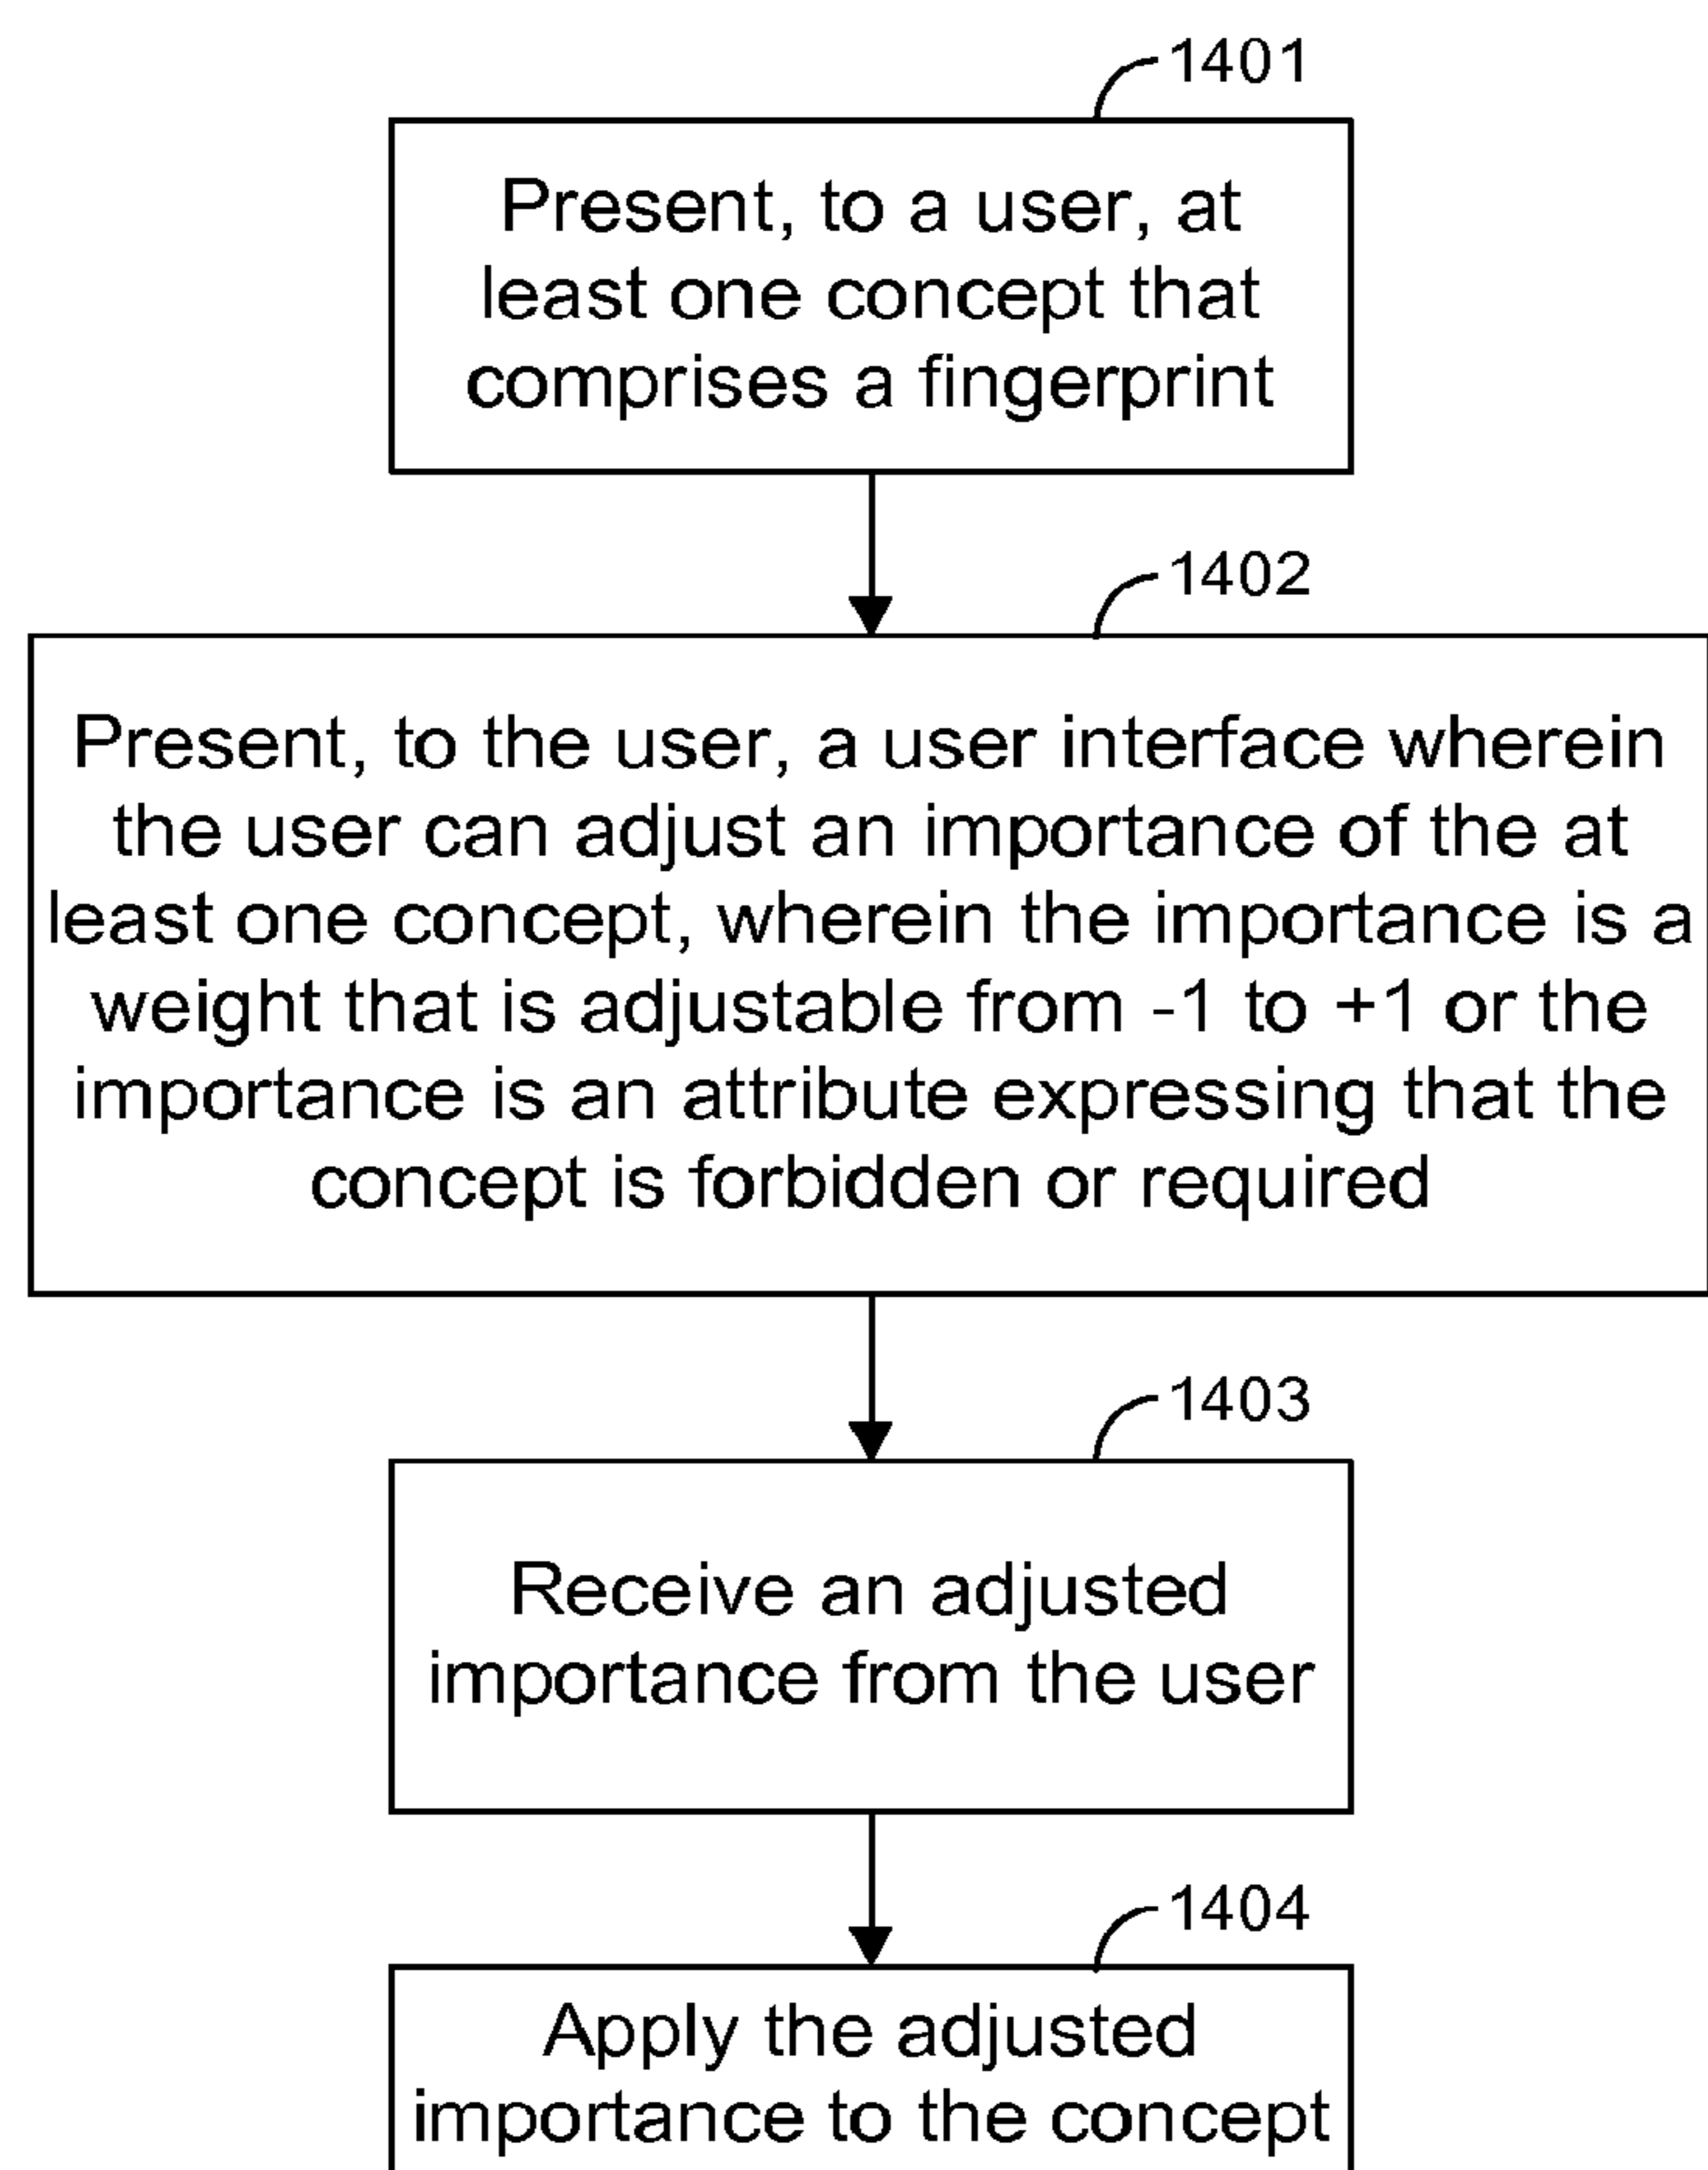 1401
Present, to a user, at
least one concept that
comprises a fingerprint
1402
Present, to the user, a user interface wherein
the user can adjust an importance of the at
least one concept, wherein the importance is a
weight that is adjustable from -1 to +1 or the
importance is an attribute expressing that the
concept is forbidden or required
1403
Receive an adjusted
importance from the user
1404
Apply the adjusted
importance to the concept